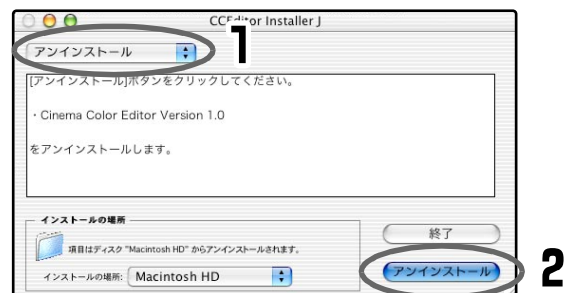 CCEditor Installer J
1
アンインストール
[アンインストール]ボタンをクリックしてください。
・Cinema Color Editor Version 1.0
をアンインストールします。
インストールの場所
項目はディスク "Macintosh HD" からアンインストールされます。
インストールの場所: Macintosh HD
終了
アンインストール
2